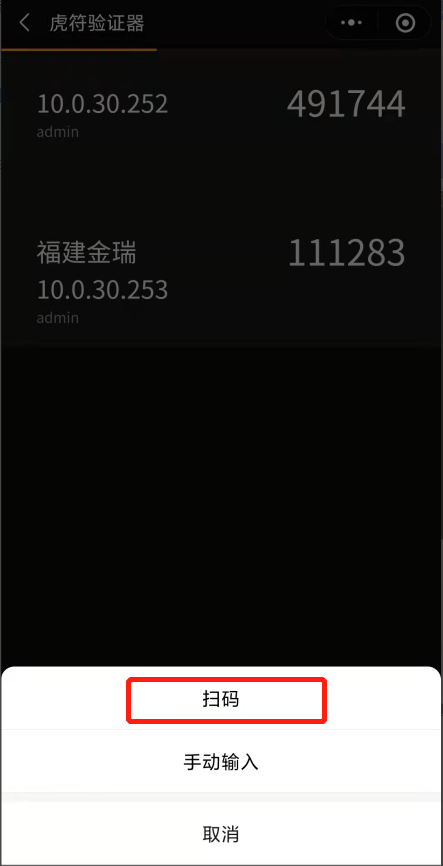 虎符验证器
10.0.30.252 491744
admin
福建金瑞 111283
10.0.30.253
admin
扫码
手动输入
取消